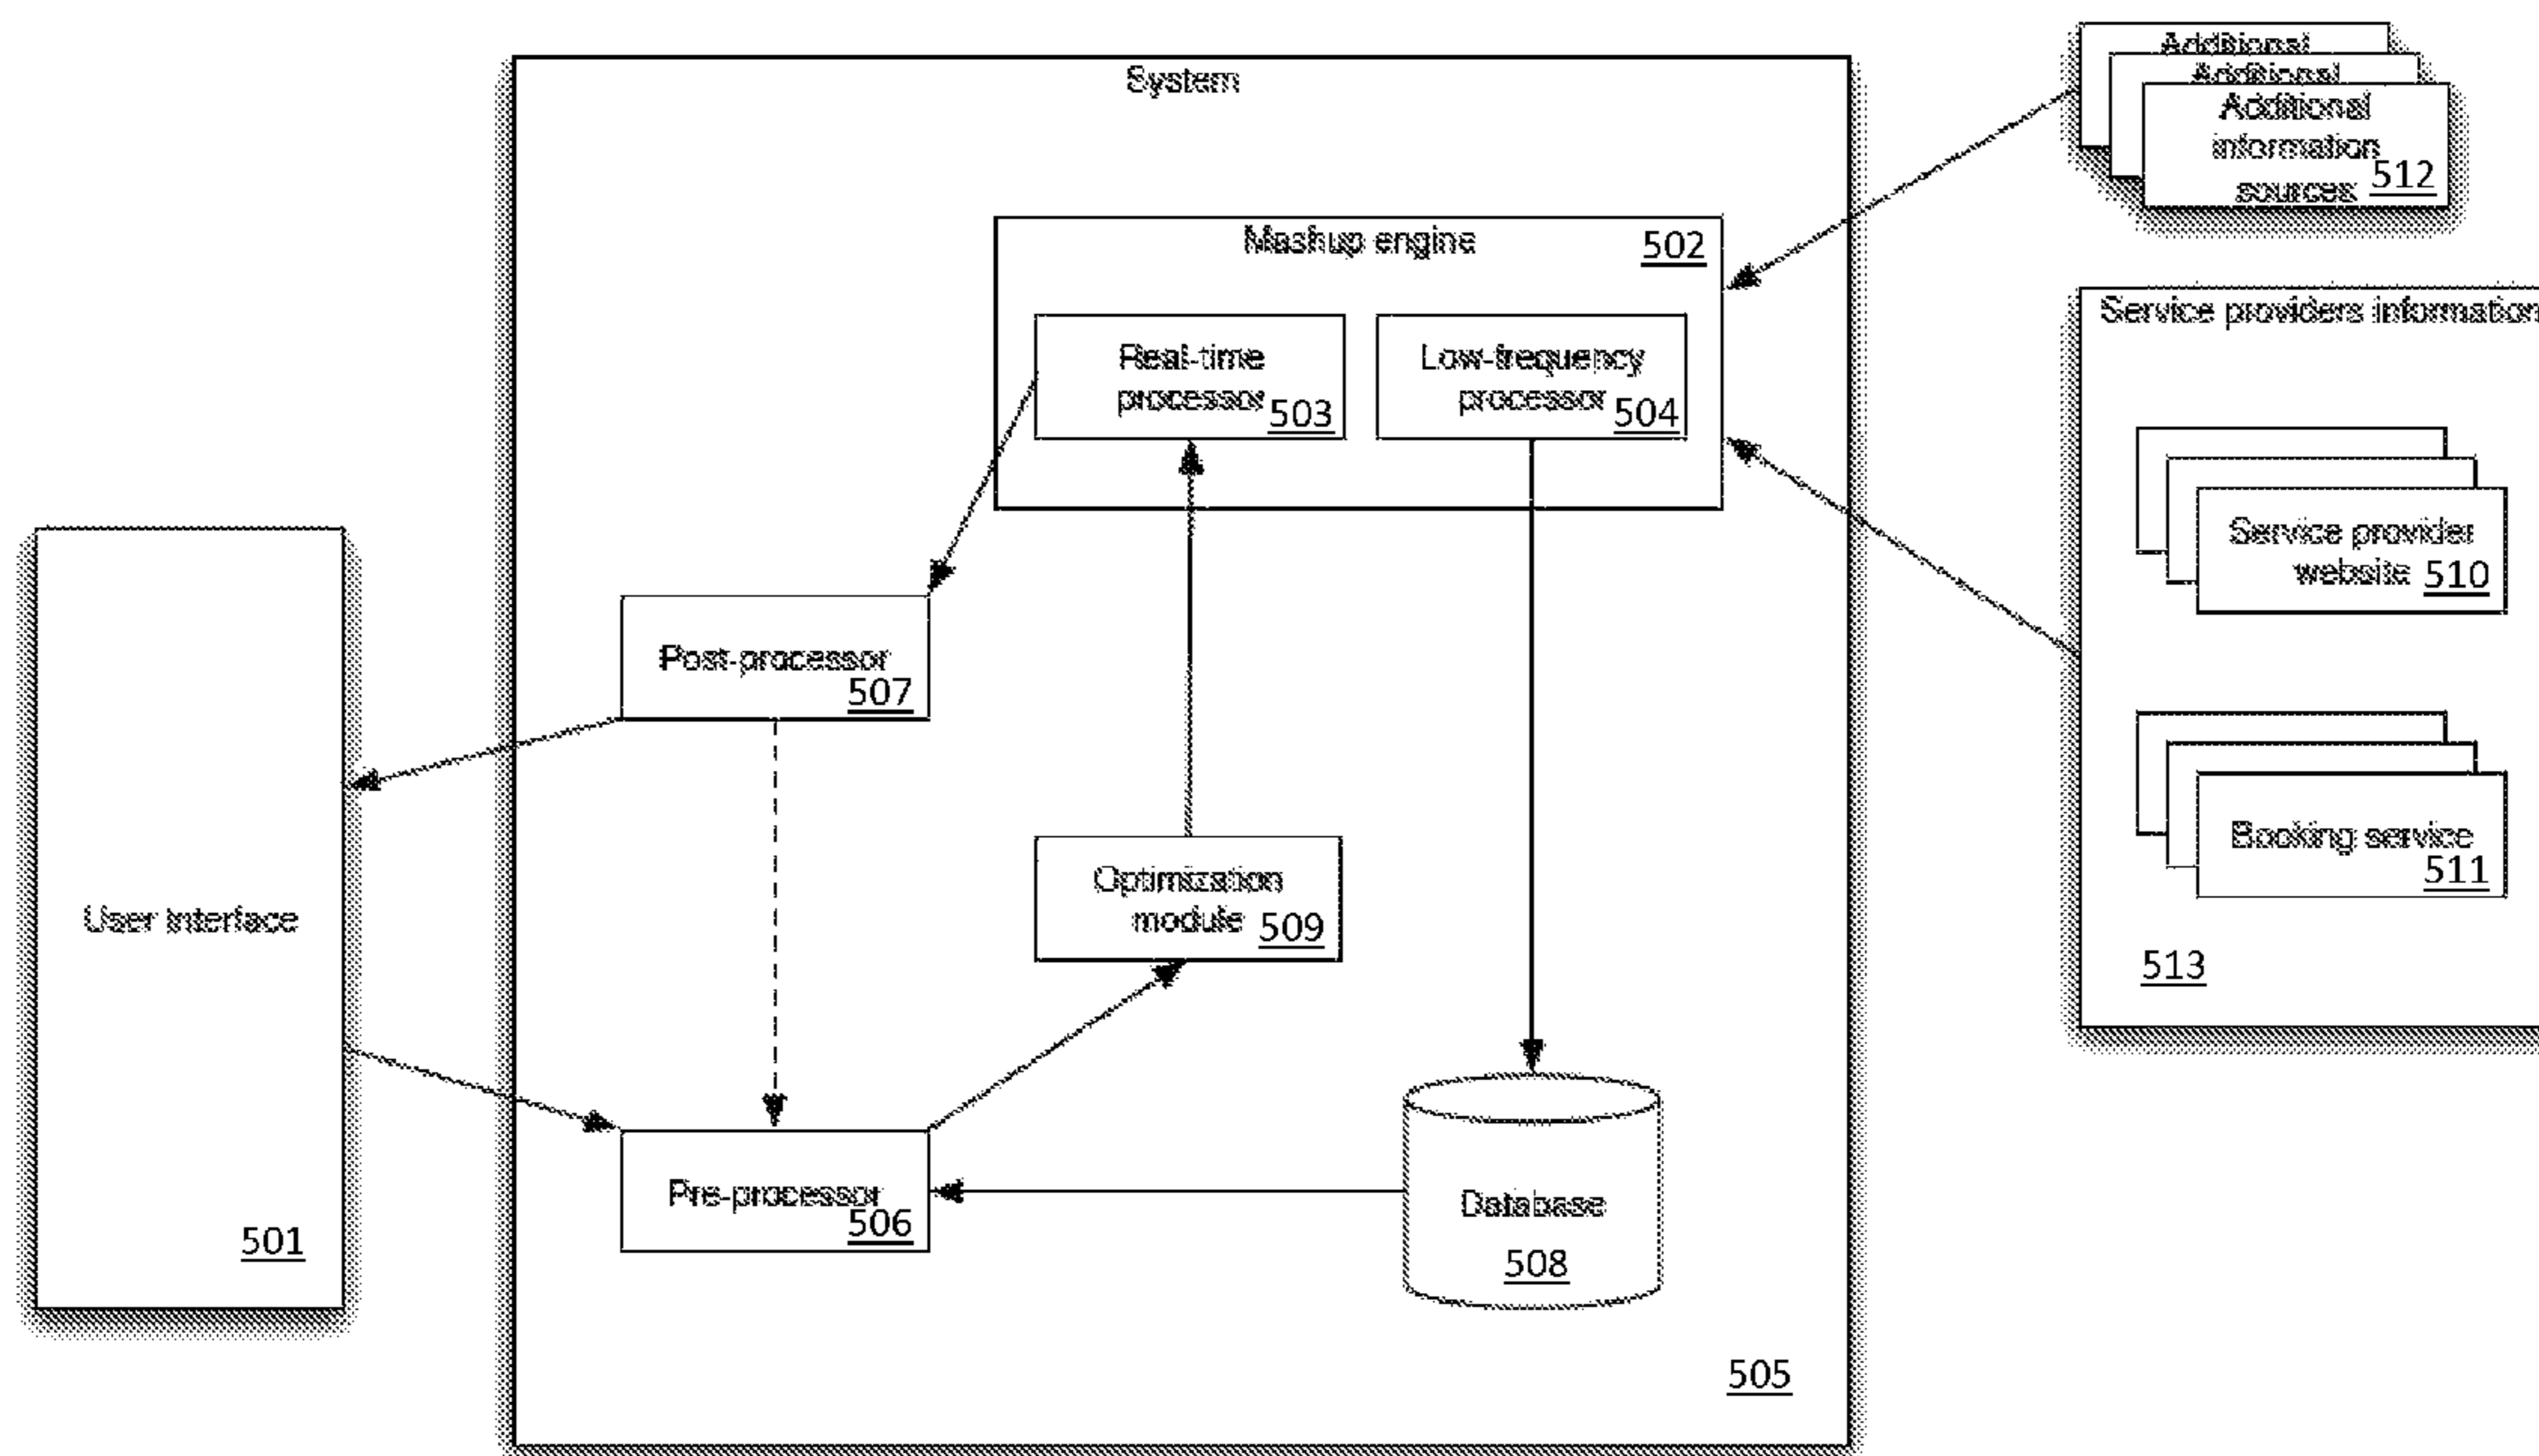 System
Additional
Additional
Additional
information
sources 512
Mashup engine 502
Real-time
processor 503
Low-frequency
processor 504
Service providers information
Service provider
website 510
Post-processor
507
Booking service
511
Optimization
module 509
User interface
513
Pre-processor
506
Database
508
501
505